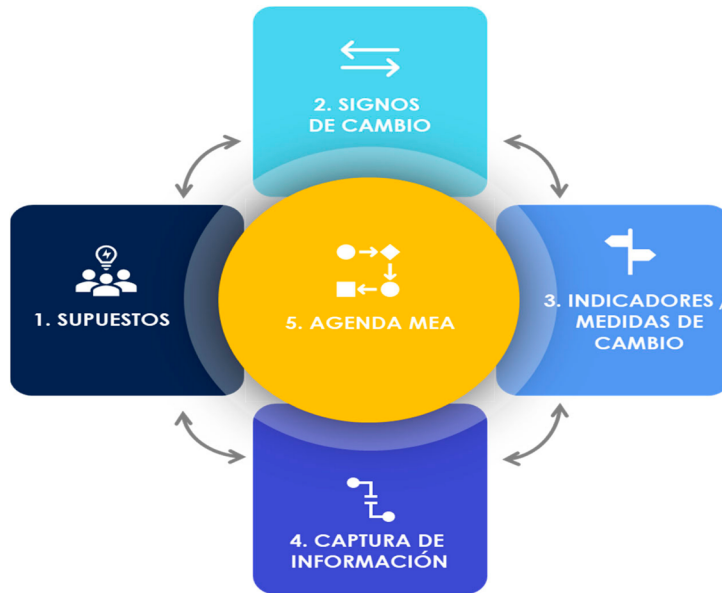 2. SIGNOS
DE CAMBIO
1. SUPUESTOS
5. AGENDA MEA
3. INDICADORES /
MEDIDAS DE
CAMBIO
4. CAPTURA DE
INFORMACIÓN